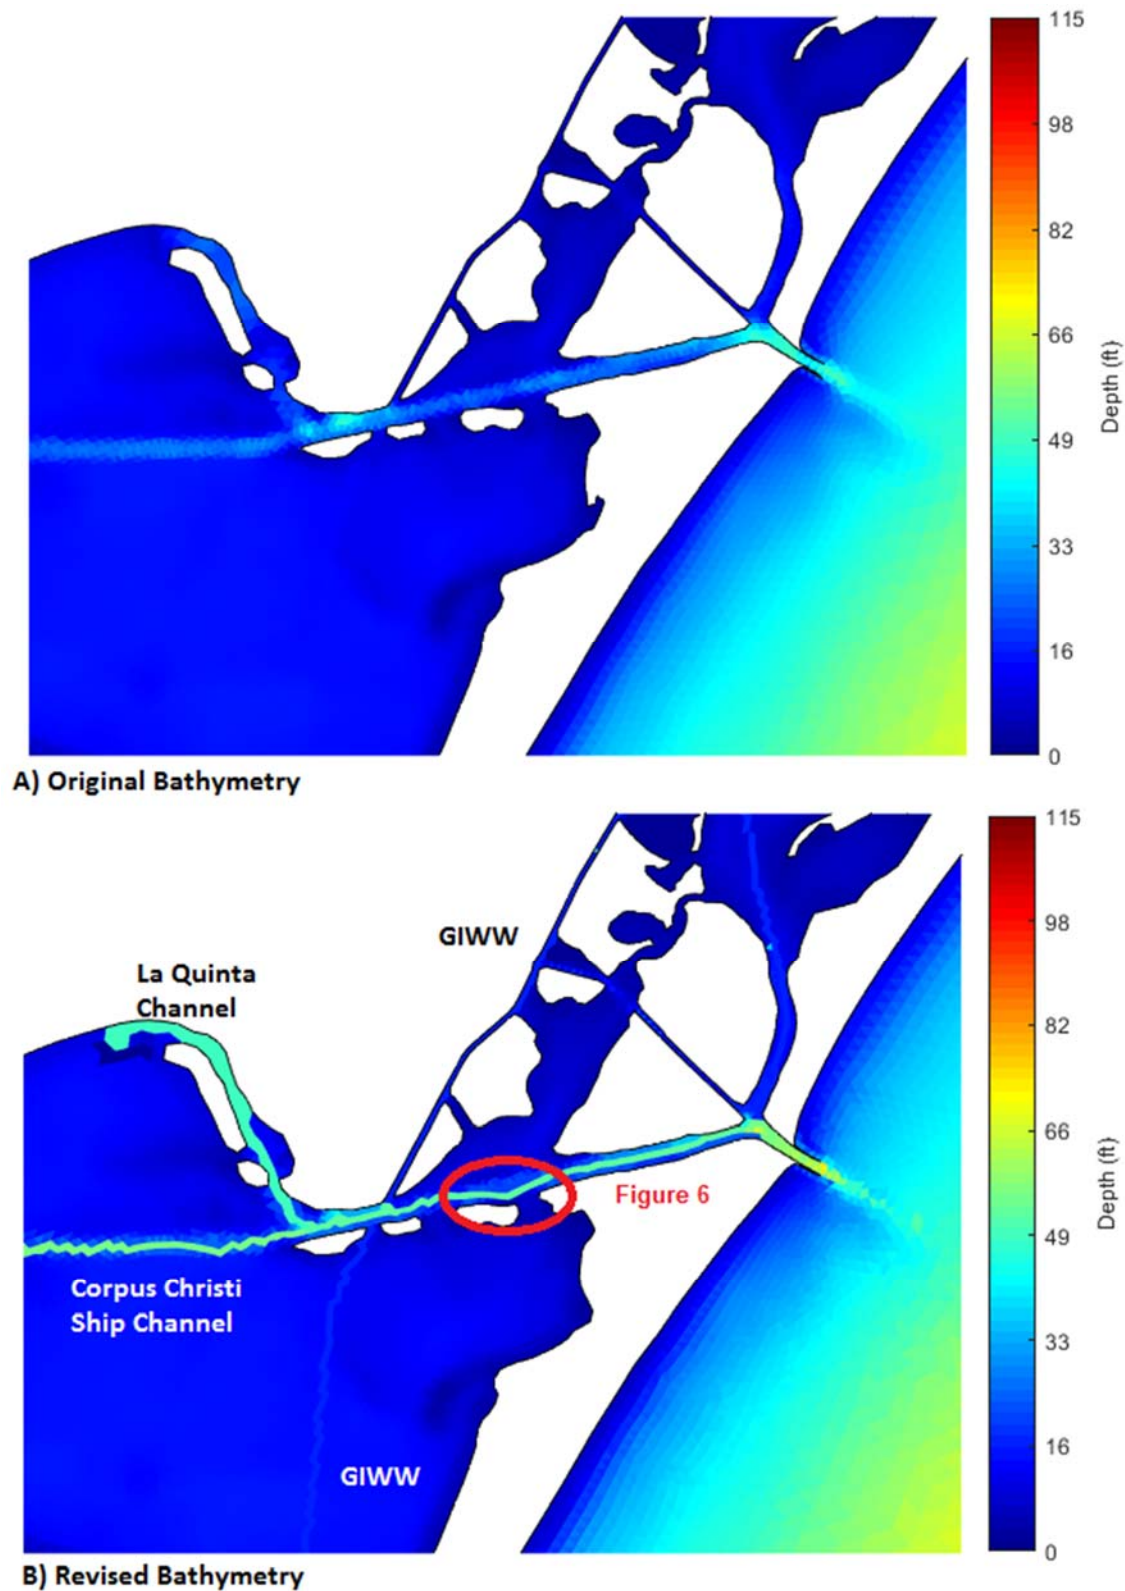 115
98
82
66
49
33
16
0
Depth (ft)
A) Original Bathymetry
GIWW
La Quinta
Channel
Figure 6
Corpus Christi
Ship Channel
GIWW
115
98
82
66
49
33
16
0
Depth (ft)
B) Revised Bathymetry